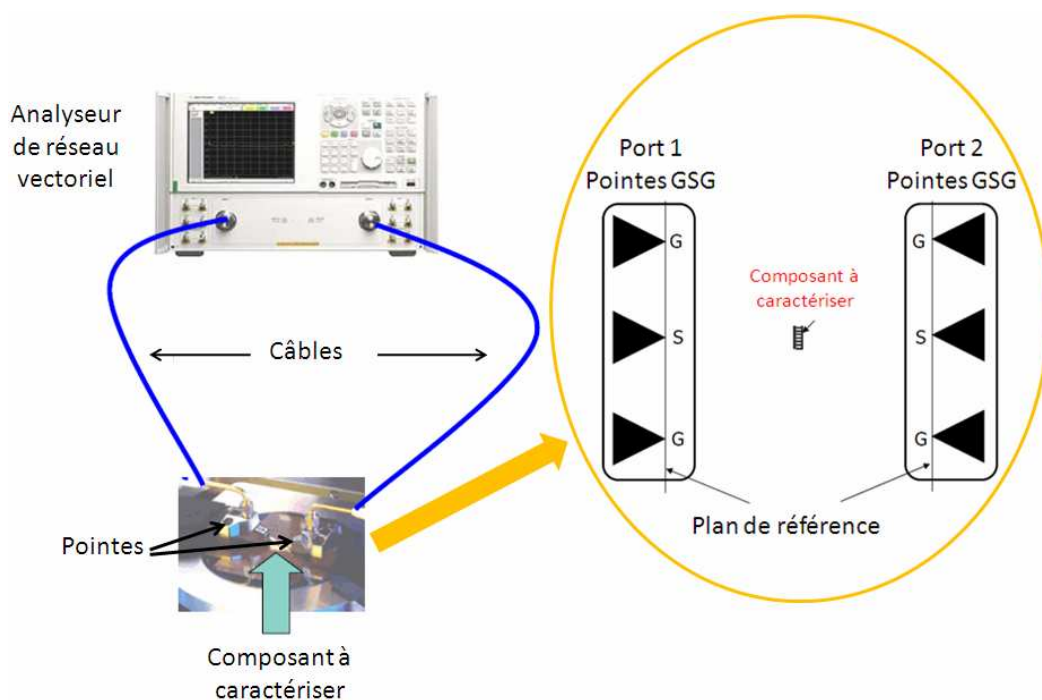 Analyseur
de réseau
vectoriel
Câbles
Pointes
Composant à
caractériser
Port 1
Pointes GSG
Port 2
Pointes GSG
G
G
Composant à
caractériser
S
S
G
G
Plan de référence